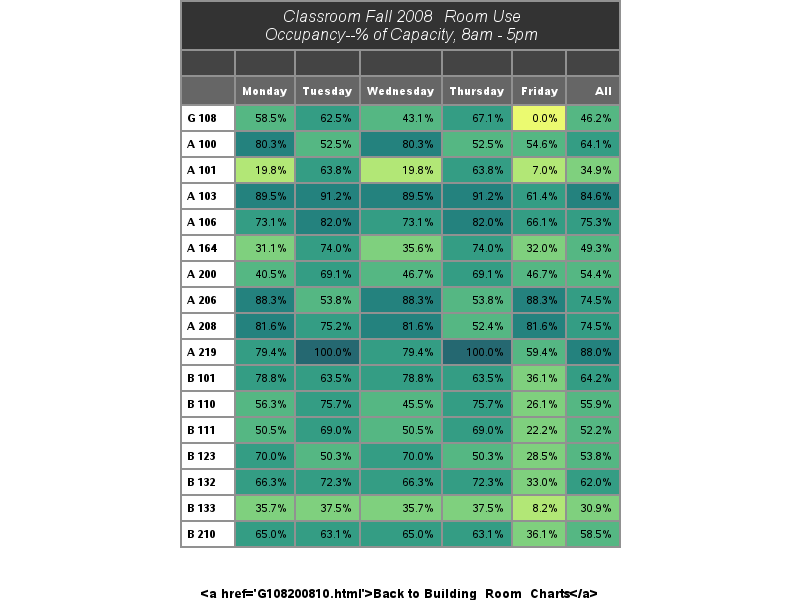 Classroom Fall 2008 Room Use
Occupancy--% of Capacity, 8am - 5pm
Monday Tuesday Wednesday Thursday Friday All
G 108 58.5% 62.5% 43.1% 67.1% 0.0% 46.2%
A 100 80.3% 52.5% 80.3% 52.5% 54.6% 64.1%
A 101 19.8% 63.8% 19.8% 63.8% 7.0% 34.9%
A 103 89.5% 91.2% 89.5% 91.2% 61.4% 84.6%
A 106 73.1% 82.0% 73.1% 82.0% 66.1% 75.3%
A 164 31.1% 74.0% 35.6% 74.0% 32.0% 49.3%
A 200 40.5% 69.1% 46.7% 69.1% 46.7% 54.4%
A 206 88.3% 53.8% 88.3% 53.8% 88.3% 74.5%
A 208 81.6% 75.2% 81.6% 52.4% 81.6% 74.5%
A 219 79.4% 100.0% 79.4% 100.0% 59.4% 88.0%
B 101 78.8% 63.5% 78.8% 63.5% 36.1% 64.2%
B 110 56.3% 75.7% 45.5% 75.7% 26.1% 55.9%
B 111 50.5% 69.0% 50.5% 69.0% 22.2% 52.2%
B 123 70.0% 50.3% 70.0% 50.3% 28.5% 53.8%
B 132 66.3% 72.3% 66.3% 72.3% 33.0% 62.0%
B 133 35.7% 37.5% 35.7% 37.5% 8.2% 30.9%
B 210 65.0% 63.1% 65.0% 63.1% 36.1% 58.5%
<a href='G108200810.html'>Back to Building Room Charts</a>